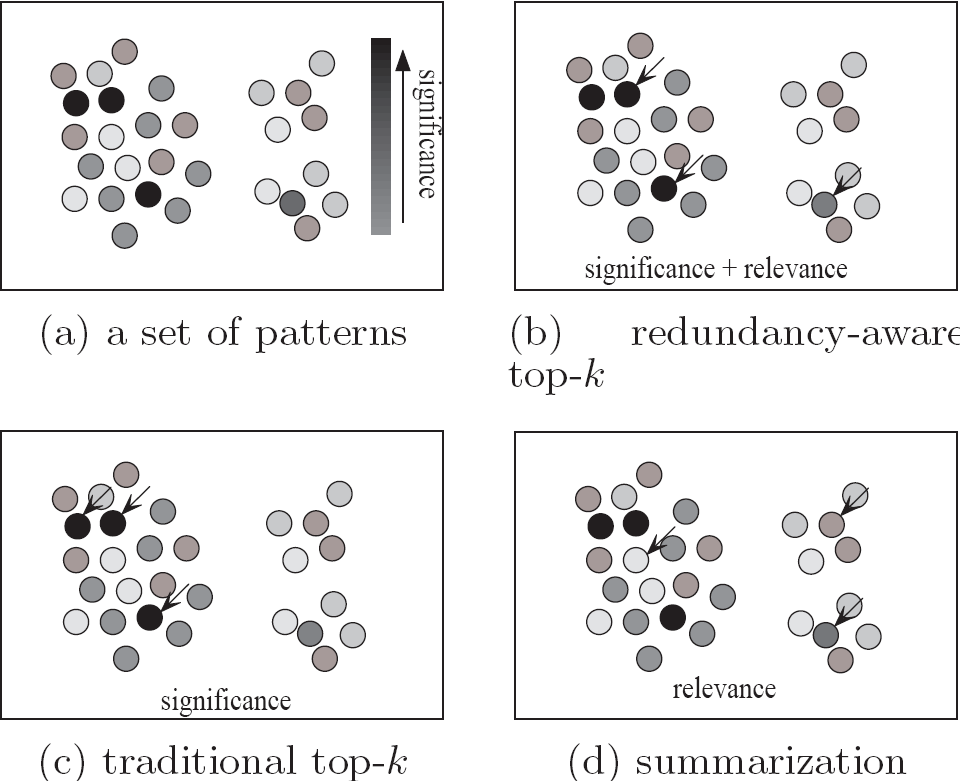 significance
significance + relevance
(a) a set of patterns
(b) redundancy-aware
top-k
significance
relevance
(c) traditional top-k
(d) summarization